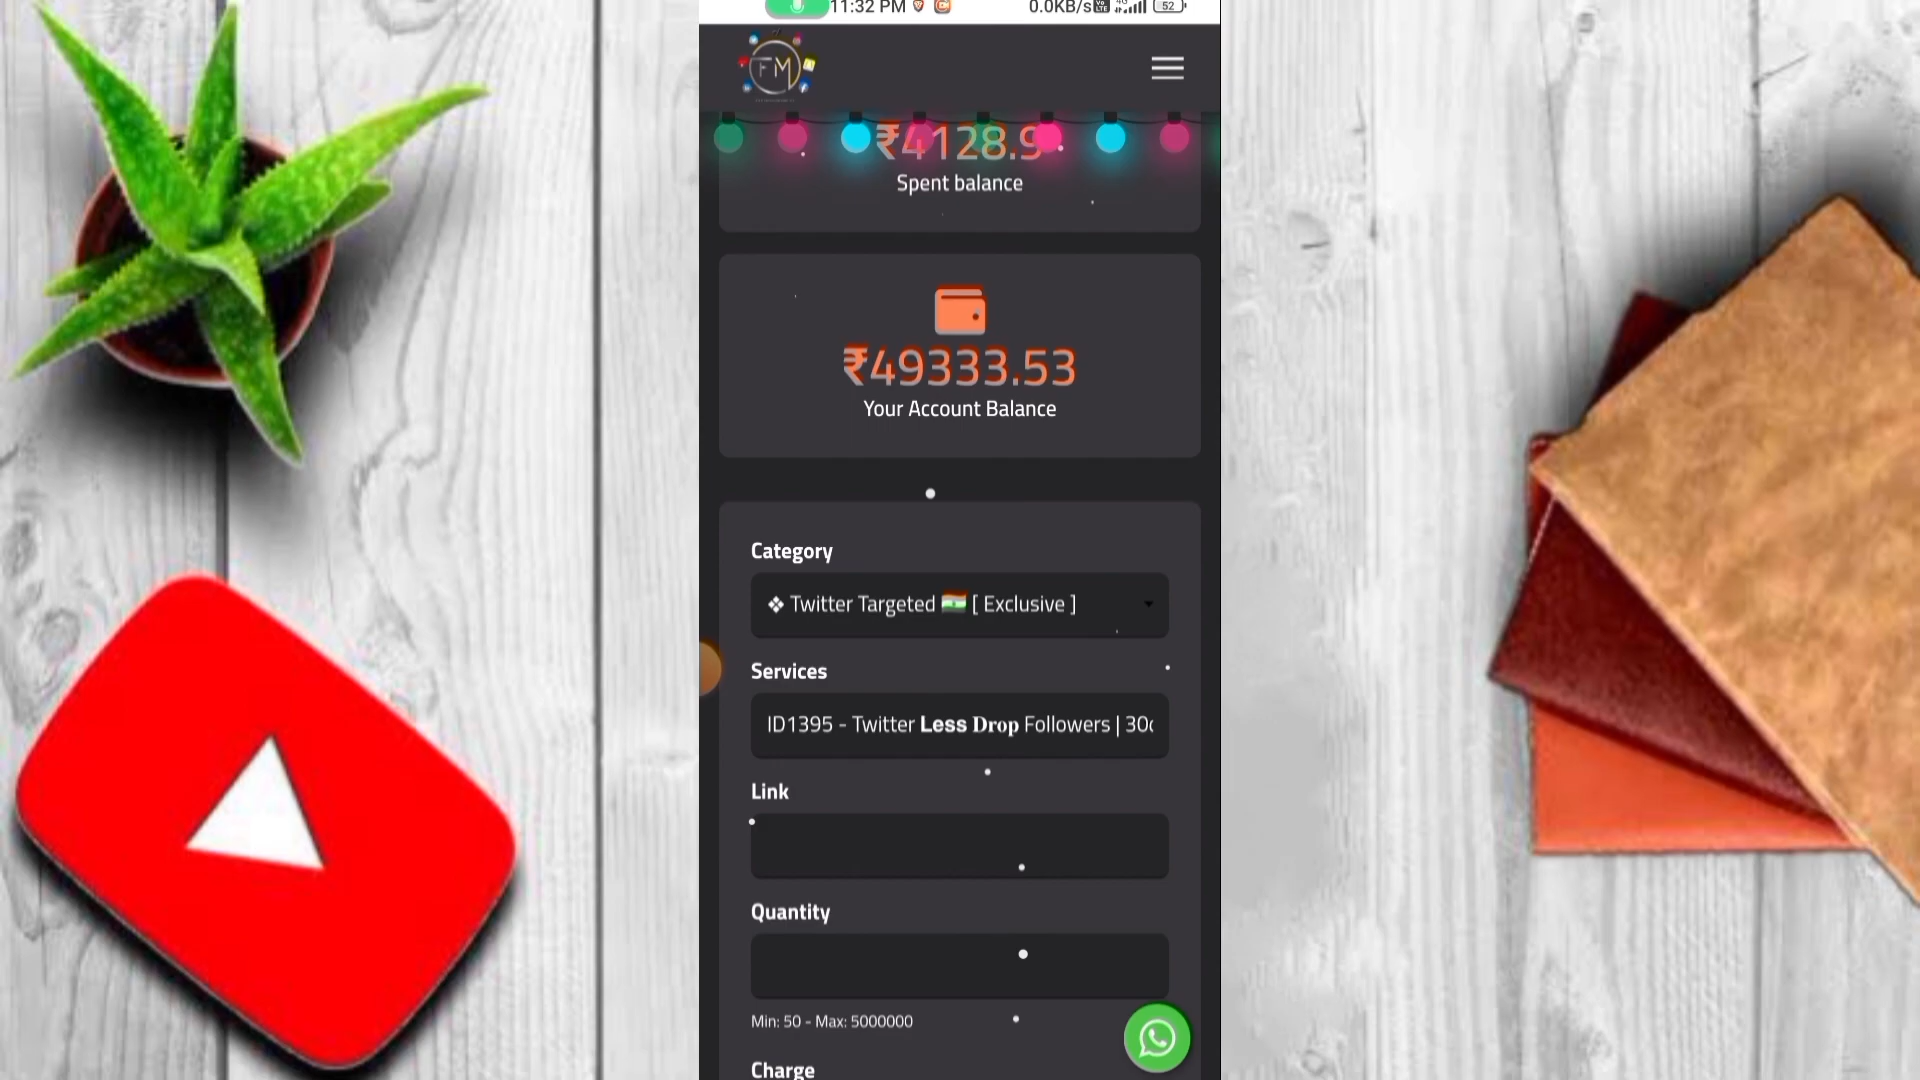 11:32 PM
0.0KB/s
4G
52
FM
₹4128.9
Spent balance
₹49333.53
Your Account Balance
Category
❖ Twitter Targeted 🇮🇳 [ Exclusive ]
Services
ID1395 - Twitter 𝗟𝗲𝘀𝘀 𝐃𝐫𝐨𝐩 Followers | 30
Link
Quantity
Min: 50 - Max: 5000000
Charge